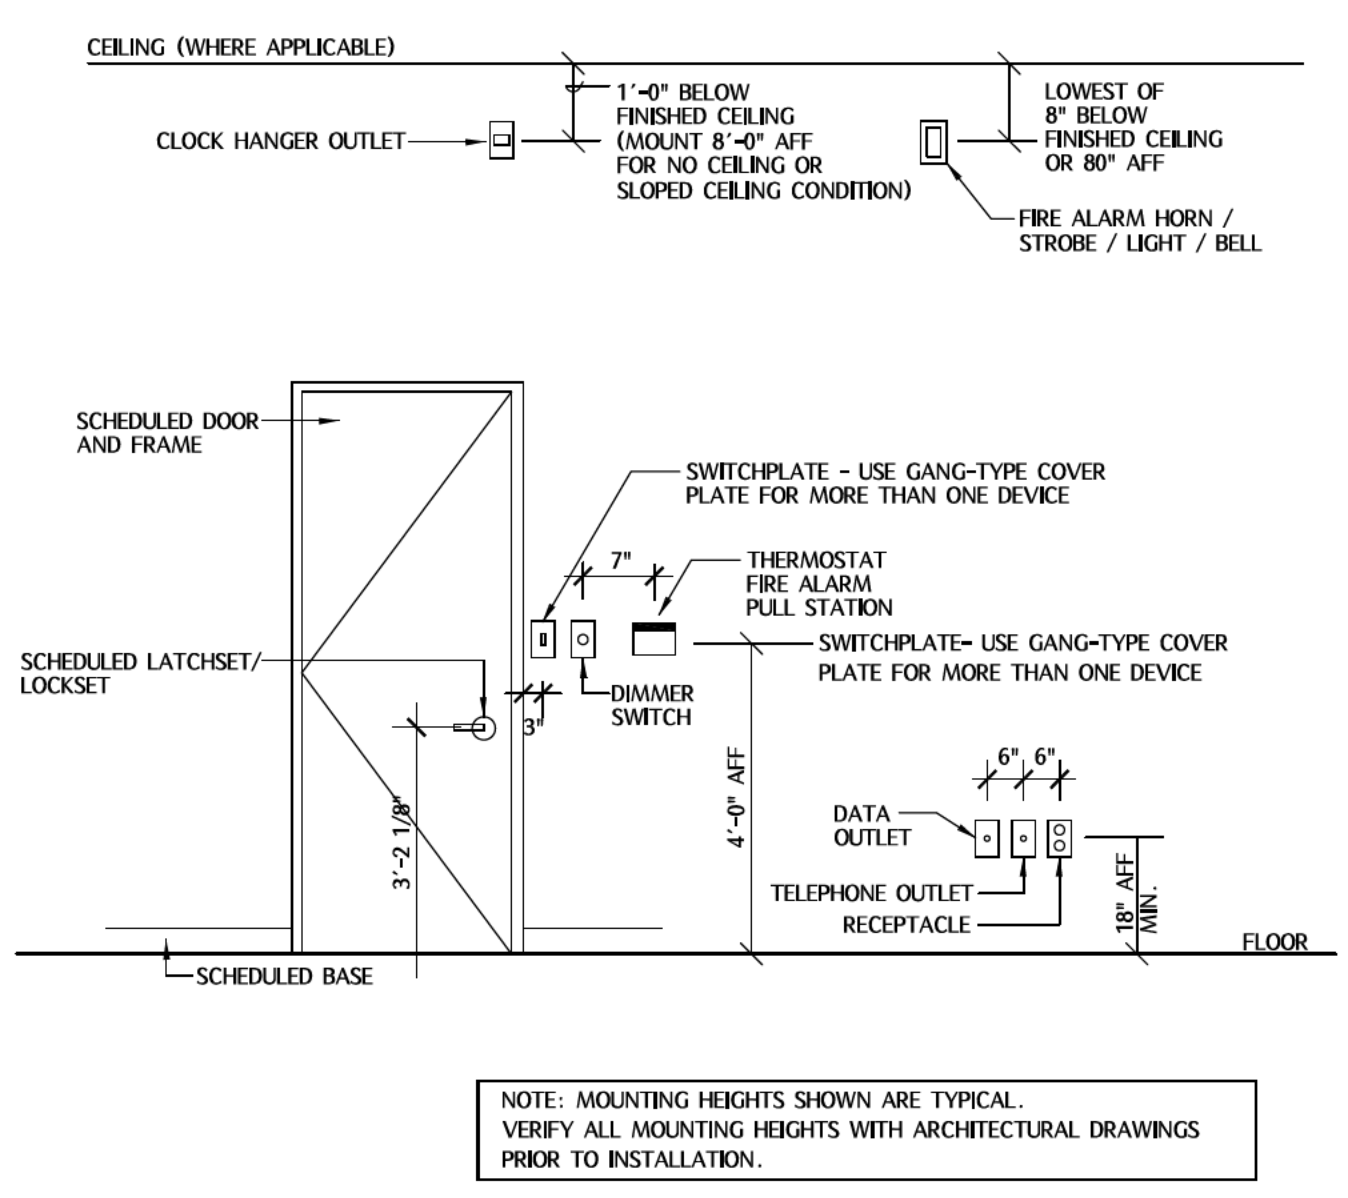 CEILING (WHERE APPLICABLE)
1'-0" BELOW
FINISHED CEILING
(MOUNT 8'-0" AFF
FOR NO CEILING OR
SLOPED CEILING CONDITION)
LOWEST OF
8" BELOW
FINISHED CEILING
OR 80" AFF
CLOCK HANGER OUTLET
FIRE ALARM HORN /
STROBE / LIGHT / BELL
SCHEDULED DOOR
AND FRAME
SWITCHPLATE - USE GANG-TYPE COVER
PLATE FOR MORE THAN ONE DEVICE
7"
THERMOSTAT
FIRE ALARM
PULL STATION
SWITCHPLATE- USE GANG-TYPE COVER
PLATE FOR MORE THAN ONE DEVICE
SCHEDULED LATCHSET/
LOCKSET
DIMMER
SWITCH
3"
3'-2 1/8"
4'-0" AFF
6" 6"
DATA
OUTLET
TELEPHONE OUTLET
RECEPTACLE
18" AFF
MIN.
FLOOR
SCHEDULED BASE
NOTE: MOUNTING HEIGHTS SHOWN ARE TYPICAL.
VERIFY ALL MOUNTING HEIGHTS WITH ARCHITECTURAL DRAWINGS
PRIOR TO INSTALLATION.